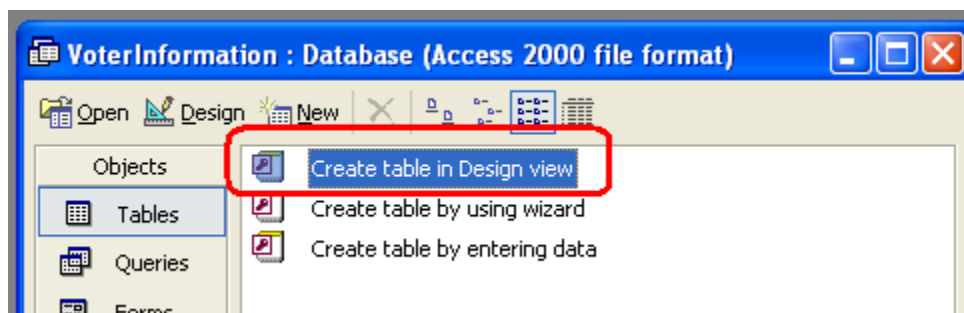 VoterInformation : Database (Access 2000 file format)
Open Design New
Objects
Create table in Design view
Tables
Create table by using wizard
Queries
Create table by entering data
Forms